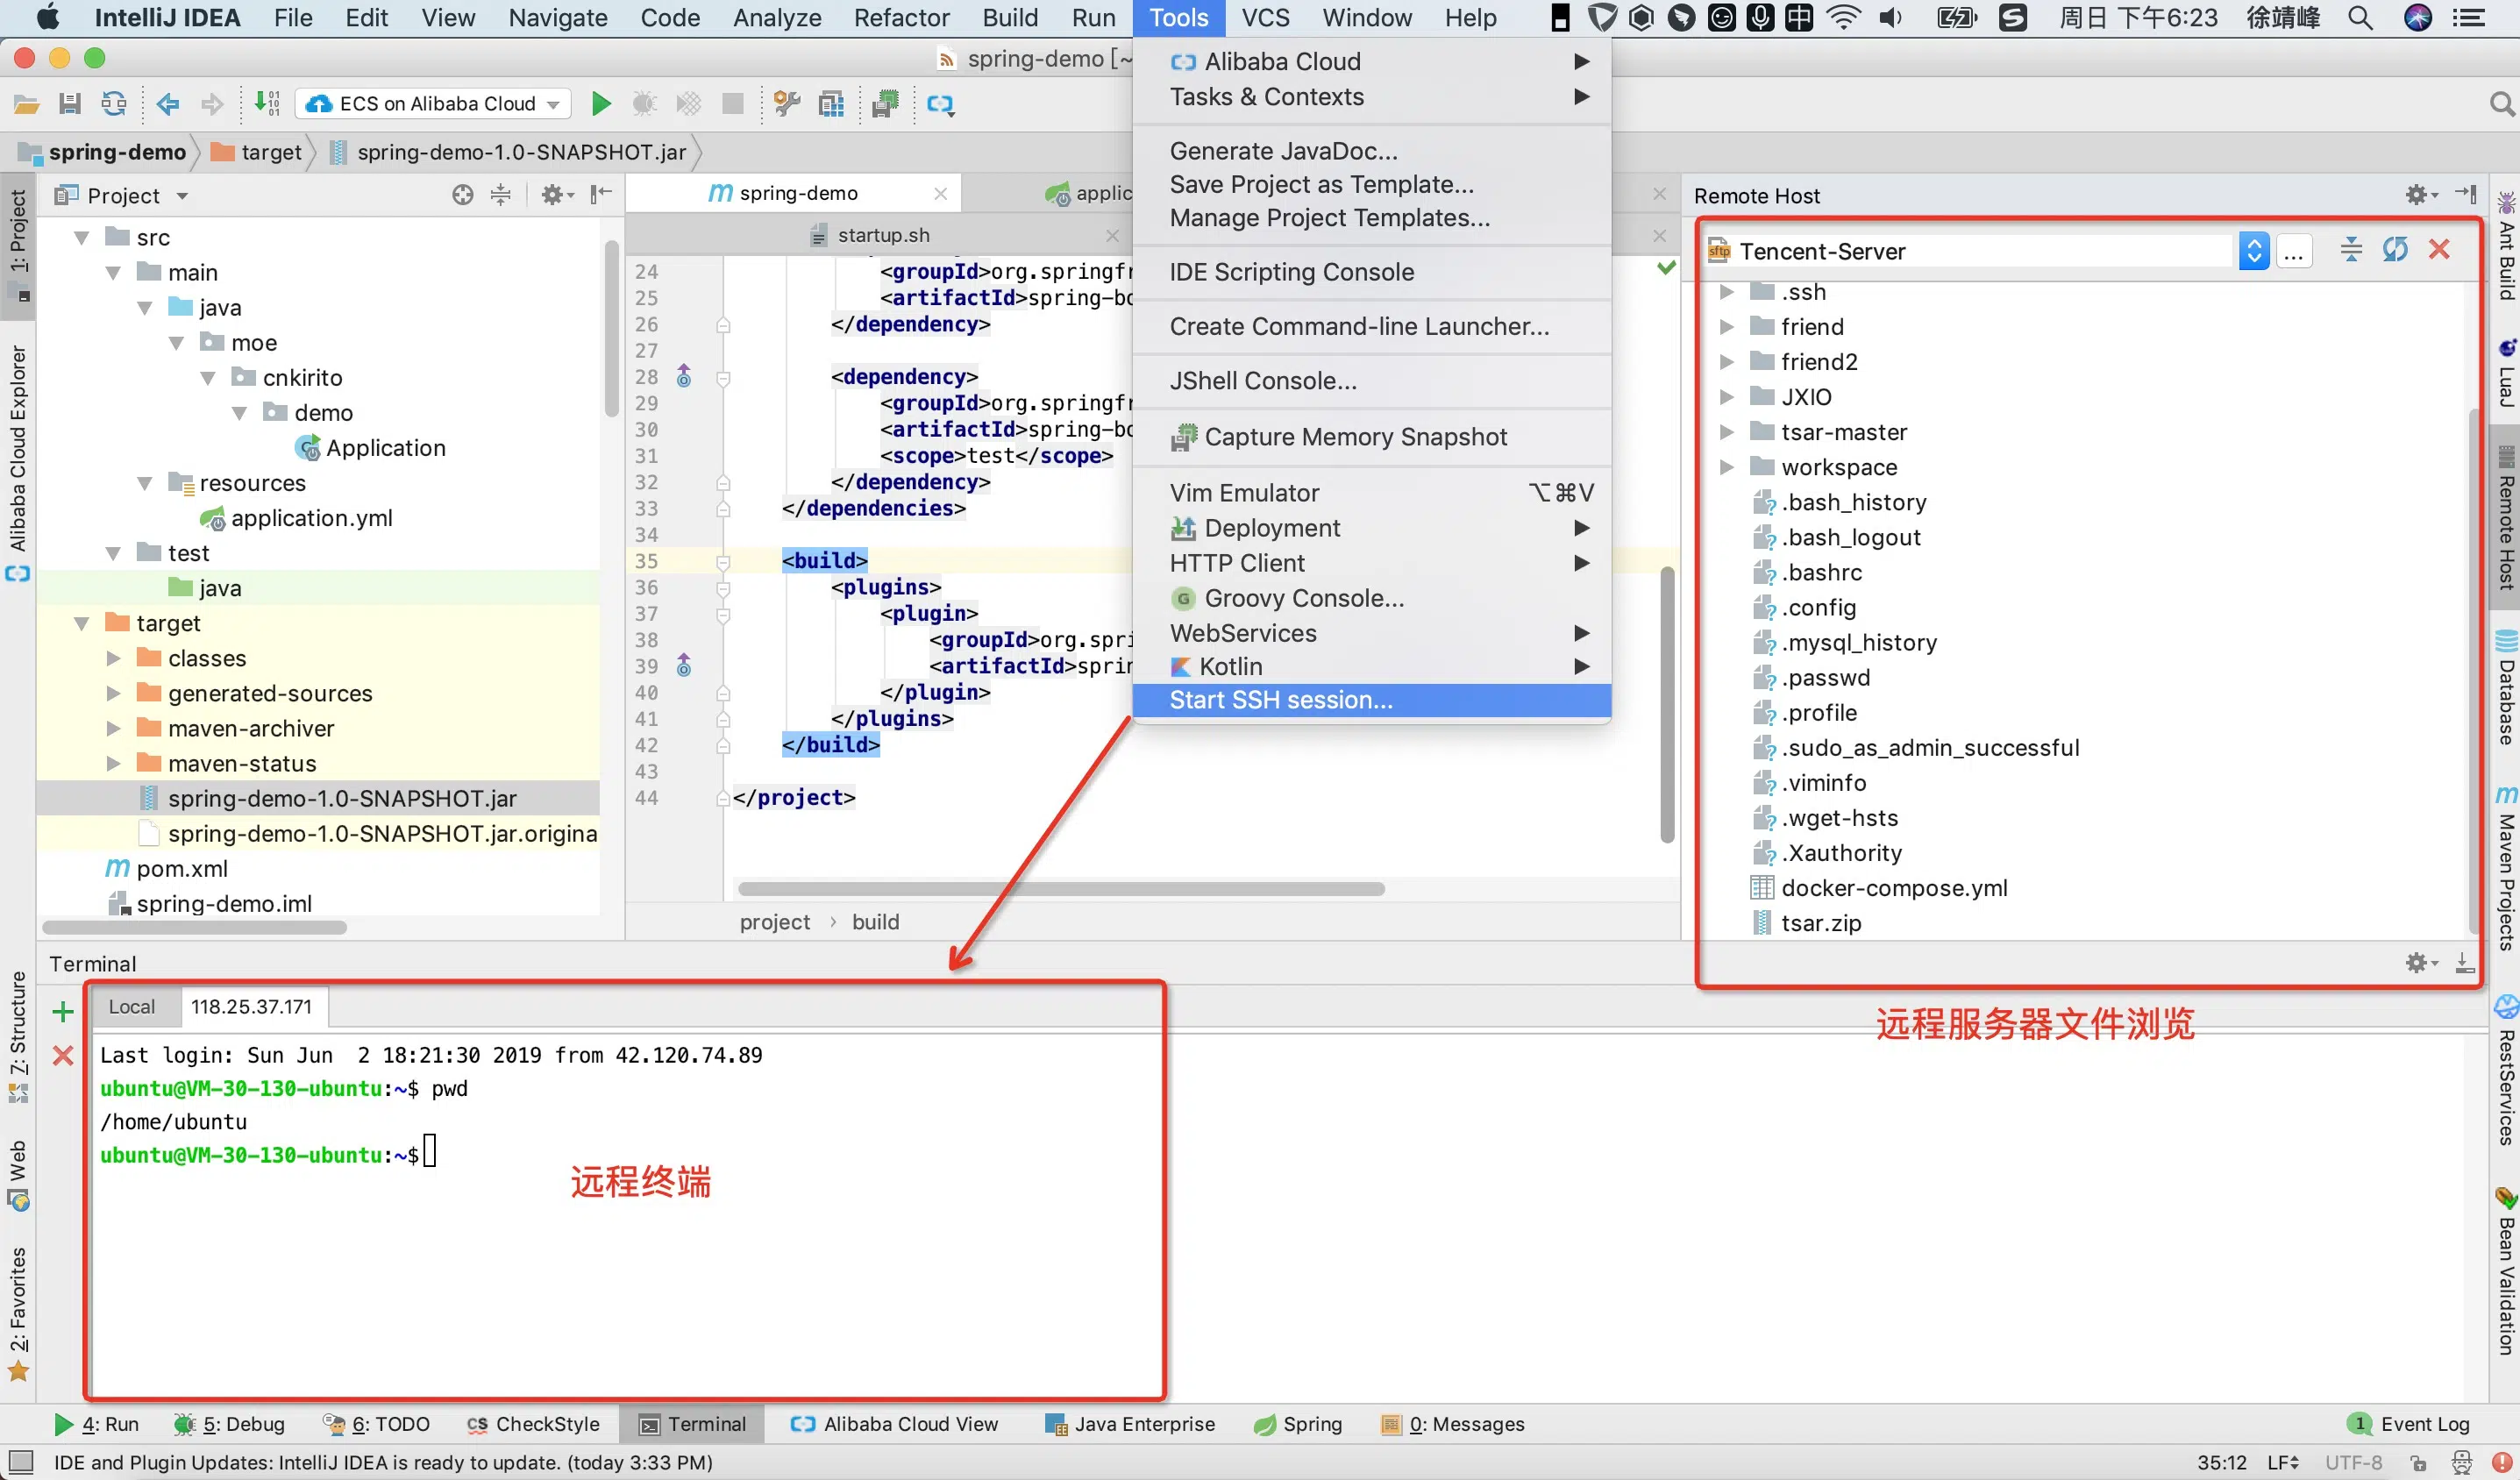 IntelliJ IDEA File Edit View Navigate Code Analyze Refactor Build Run Tools VCS Window Help 中 周日 下午6:23 徐靖峰
spring-demo [~
ECS on Alibaba Cloud
spring-demo target spring-demo-1.0-SNAPSHOT.jar
1: Project
Alibaba Cloud Explorer
7: Structure
Web
2: Favorites
Project
src
main
java
moe
cnkirito
demo
Application
resources
application.yml
test
java
target
classes
generated-sources
maven-archiver
maven-status
spring-demo-1.0-SNAPSHOT.jar
spring-demo-1.0-SNAPSHOT.jar.origina
pom.xml
spring-demo.iml
spring-demo applic
startup.sh
24 <groupId>org.springfr
25 <artifactId>spring-bo
26 </dependency>
27
28 <dependency>
29 <groupId>org.springfr
30 <artifactId>spring-bo
31 <scope>test</scope>
32 </dependency>
33 </dependencies>
34
35 <build>
36 <plugins>
37 <plugin>
38 <groupId>org.spri
39 <artifactId>sprin
40 </plugin>
41 </plugins>
42 </build>
43
44 </project>
project › build
Alibaba Cloud
Tasks & Contexts
Generate JavaDoc...
Save Project as Template...
Manage Project Templates...
IDE Scripting Console
Create Command-line Launcher...
JShell Console...
Capture Memory Snapshot
Vim Emulator ⌥⌘V
Deployment
HTTP Client
Groovy Console...
WebServices
Kotlin
Start SSH session...
Remote Host
sftp Tencent-Server ...
.ssh
friend
friend2
JXIO
tsar-master
workspace
.bash_history
.bash_logout
.bashrc
.config
.mysql_history
.passwd
.profile
.sudo_as_admin_successful
.viminfo
.wget-hsts
.Xauthority
docker-compose.yml
tsar.zip
远程服务器文件浏览
Ant Build
LuaJ
Remote Host
Database
Maven Projects
RestServices
Bean Validation
Terminal
Local 118.25.37.171
Last login: Sun Jun  2 18:21:30 2019 from 42.120.74.89
ubuntu@VM-30-130-ubuntu:~$ pwd
/home/ubuntu
ubuntu@VM-30-130-ubuntu:~$
远程终端
4: Run 5: Debug 6: TODO CS CheckStyle Terminal Alibaba Cloud View Java Enterprise Spring 0: Messages 1 Event Log
IDE and Plugin Updates: IntelliJ IDEA is ready to update. (today 3:33 PM) 35:12 LF UTF-8